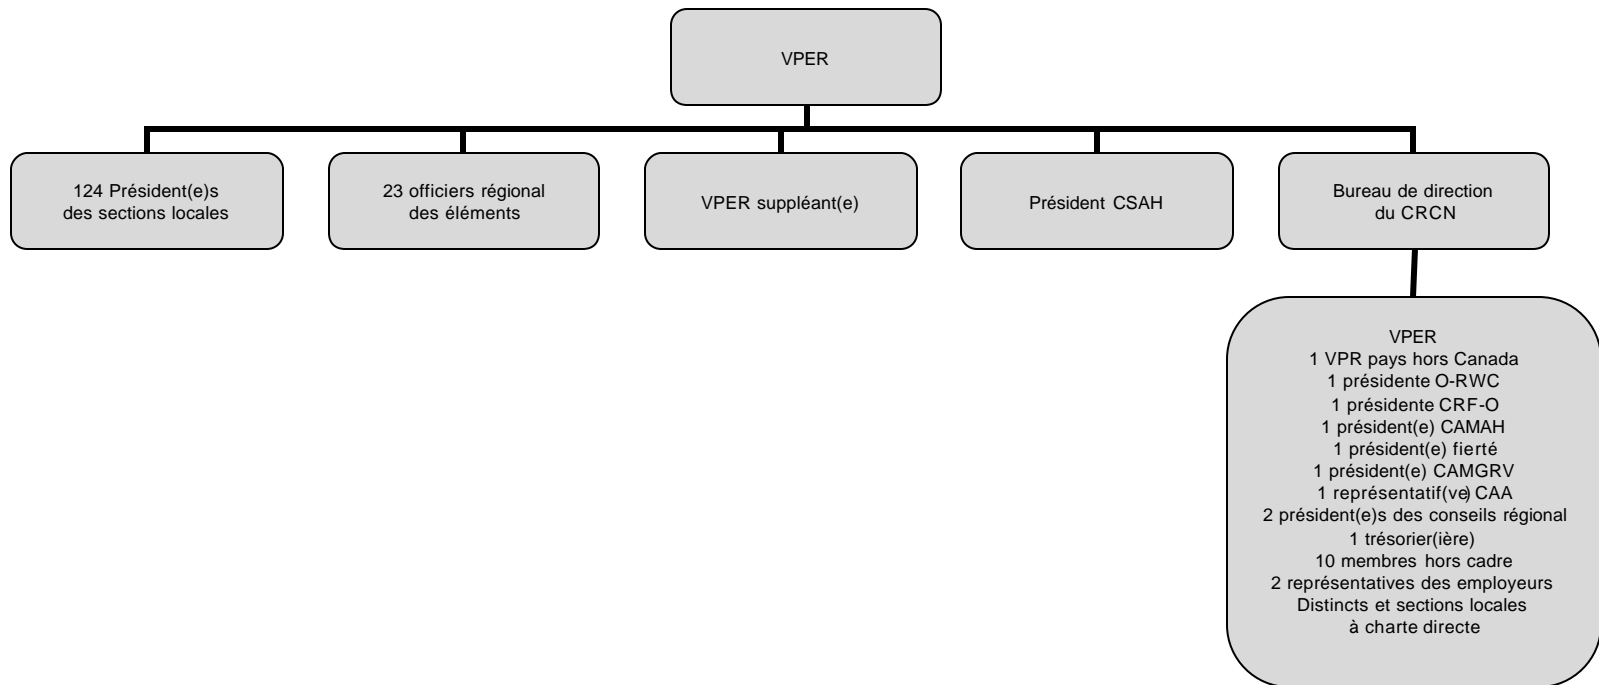 VPER
124 Président(e)s
des sections locales
23 officiers régional
des éléments
VPER suppléant(e)
Président CSAH
Bureau de direction
du CRCN
VPER
1 VPR pays hors Canada
1 présidente O-RWC
1 présidente CRF-O
1 président(e) CAMAH
1 président(e) fierté
1 président(e) CAMGRV
1 représentatif(ve) CAA
2 président(e)s des conseils régional
1 trésorier(ière)
10 membres hors cadre
2 représentatives des employeurs
Distincts et sections locales
à charte directe